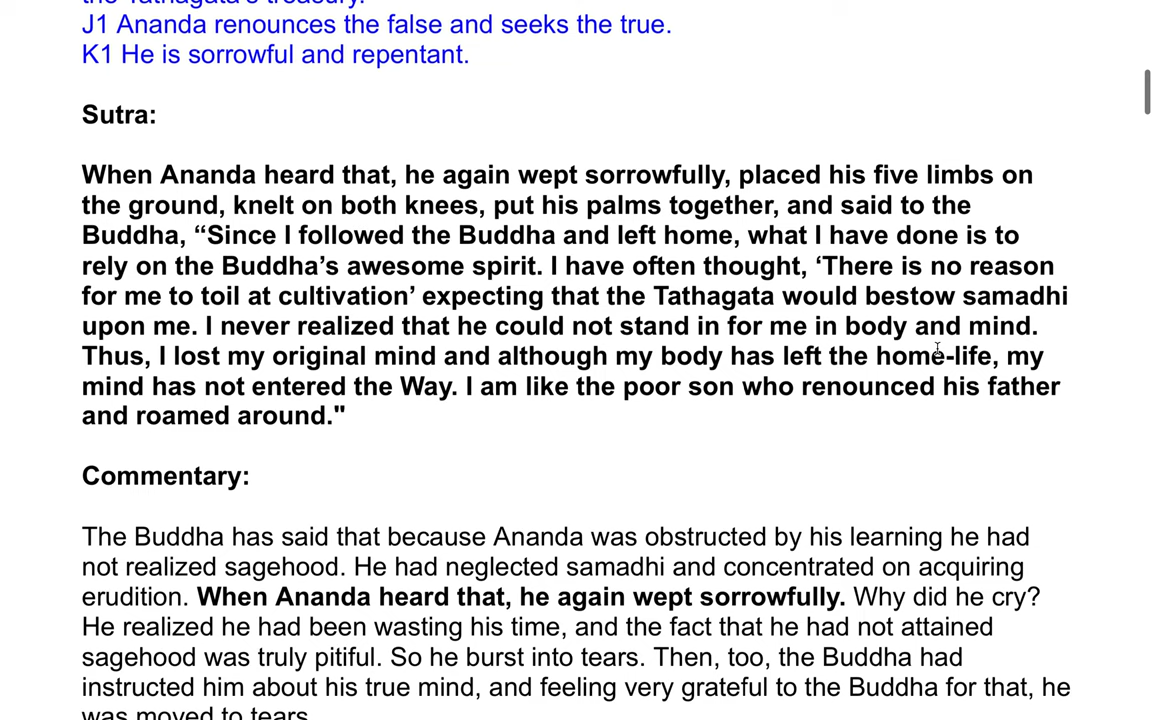 the Tathagata's treasury.
J1 Ananda renounces the false and seeks the true.
K1 He is sorrowful and repentant.
Sutra:
When Ananda heard that, he again wept sorrowfully, placed his five limbs on
the ground, knelt on both knees, put his palms together, and said to the
Buddha, “Since I followed the Buddha and left home, what I have done is to
rely on the Buddha’s awesome spirit. I have often thought, ‘There is no reason
for me to toil at cultivation’ expecting that the Tathagata would bestow samadhi
upon me. I never realized that he could not stand in for me in body and mind.
Thus, I lost my original mind and although my body has left the home-life, my
mind has not entered the Way. I am like the poor son who renounced his father
and roamed around."
Commentary:
The Buddha has said that because Ananda was obstructed by his learning he had
not realized sagehood. He had neglected samadhi and concentrated on acquiring
erudition. When Ananda heard that, he again wept sorrowfully. Why did he cry?
He realized he had been wasting his time, and the fact that he had not attained
sagehood was truly pitiful. So he burst into tears. Then, too, the Buddha had
instructed him about his true mind, and feeling very grateful to the Buddha for that, he
was moved to tears.